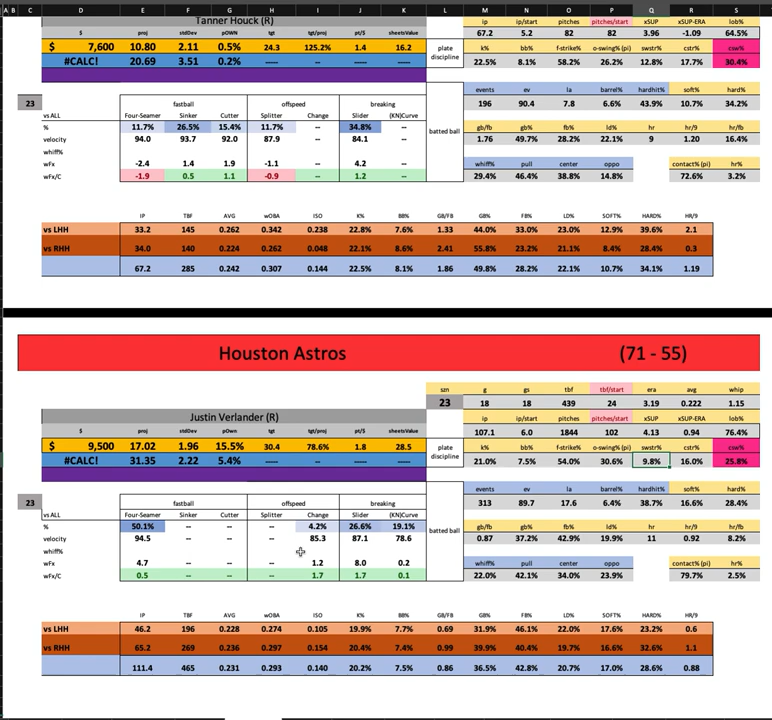 A B C D E F G H I J K L M N O P Q R S
Tanner Houck (R) ip ip/start pitches pitches/start xSUP xSUP-ERA lob%
$ proj stdDev pOWN tgt tgt/proj pt/$ sheetsValue 67.2 5.2 82 82 3.96 -1.09 64.5%
$ 7,600 10.80 2.11 0.5% 24.3 125.2% 1.4 16.2 plate discipline k% bb% f-strike% o-swing% (pi) swstr% cstr% csw%
#CALC! 20.69 3.51 0.2% ----- ----- -- ----- 22.5% 8.1% 58.2% 26.2% 12.8% 17.7% 30.4%
events ev la barrel% hardhit% soft% hard%
23 fastball offspeed breaking 196 90.4 7.8 6.6% 43.9% 10.7% 34.2%
vs ALL Four-Seamer Sinker Cutter Splitter Change Slider (KN)Curve
% 11.7% 26.5% 15.4% 11.7% -- 34.8% -- batted ball gb/fb gb% fb% ld% hr hr/9 hr/fb
velocity 94.0 93.7 92.0 87.9 -- 84.1 -- 1.76 49.7% 28.2% 22.1% 9 1.20 16.4%
whiff%
wFx -2.4 1.4 1.9 -1.1 -- 4.2 -- whiff% pull center oppo contact% (pi) hr%
wFx/C -1.9 0.5 1.1 -0.9 -- 1.2 -- 29.4% 46.4% 38.8% 14.8% 72.6% 3.2%
IP TBF AVG wOBA ISO K% BB% GB/FB GB% FB% LD% SOFT% HARD% HR/9
vs LHH 33.2 145 0.262 0.342 0.238 22.8% 7.6% 1.33 44.0% 33.0% 23.0% 12.9% 39.6% 2.1
vs RHH 34.0 140 0.224 0.262 0.048 22.1% 8.6% 2.41 55.8% 23.2% 21.1% 8.4% 28.4% 0.3
67.2 285 0.242 0.307 0.144 22.5% 8.1% 1.86 49.8% 28.2% 22.1% 10.7% 34.1% 1.19
Houston Astros (71 - 55)
szn g gs tbf tbf/start era avg whip
23 18 18 439 24 3.19 0.222 1.15
Justin Verlander (R) ip ip/start pitches pitches/start xSUP xSUP-ERA lob%
$ proj stdDev pOwn tgt tgt/proj pt/$ sheetsValue 107.1 6.0 1844 102 4.13 0.94 76.4%
$ 9,500 17.02 1.96 15.5% 30.4 78.6% 1.8 28.5 plate discipline k% bb% f-strike% o-swing% (pi) swstr% cstr% csw%
#CALC! 31.35 2.22 5.4% ----- ----- -- ----- 21.0% 7.5% 54.0% 30.6% 9.8% 16.0% 25.8%
events ev la barrel% hardhit% soft% hard%
23 fastball offspeed breaking 313 89.7 17.6 6.4% 38.7% 16.6% 28.4%
vs ALL Four-Seamer Sinker Cutter Splitter Change Slider (KN)Curve
% 50.1% -- -- -- 4.2% 26.6% 19.1% batted ball gb/fb gb% fb% ld% hr hr/9 hr/fb
velocity 94.5 -- -- -- 85.3 87.1 78.6 0.87 37.2% 42.9% 19.9% 11 0.92 8.2%
whiff%
wFx 4.7 -- -- -- 1.2 8.0 0.2 whiff% pull center oppo contact% (pi) hr%
wFx/C 0.5 -- -- -- 1.7 1.7 0.1 22.0% 42.1% 34.0% 23.9% 79.7% 2.5%
IP TBF AVG wOBA ISO K% BB% GB/FB GB% FB% LD% SOFT% HARD% HR/9
vs LHH 46.2 196 0.228 0.274 0.105 19.9% 7.7% 0.69 31.9% 46.1% 22.0% 17.6% 23.2% 0.6
vs RHH 65.2 269 0.236 0.297 0.154 20.4% 7.4% 0.99 39.9% 40.4% 19.7% 16.6% 32.6% 1.1
111.4 465 0.231 0.293 0.140 20.2% 7.5% 0.86 36.5% 42.8% 20.7% 17.0% 28.6% 0.88